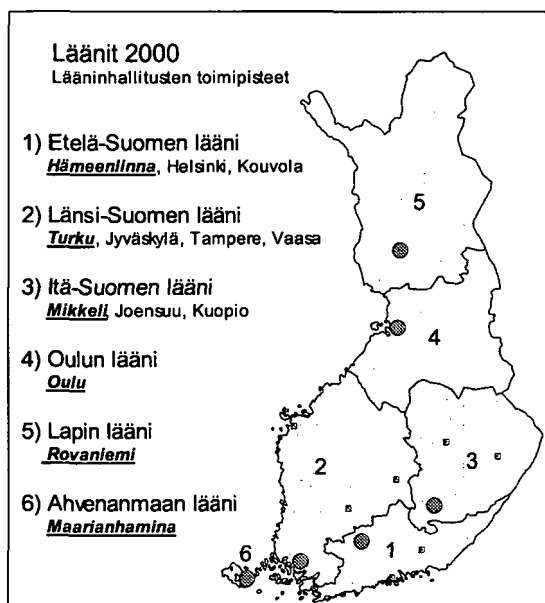 Läänit 2000
Lääninhallitusten toimipisteet
1) Etelä-Suomen lääni
Hämeenlinna, Helsinki, Kouvola
2) Länsi-Suomen lääni
Turku, Jyväskylä, Tampere, Vaasa
3) Itä-Suomen lääni
Mikkeli, Joensuu, Kuopio
4) Oulun lääni
Oulu
5) Lapin lääni
Rovaniemi
6) Ahvenanmaan lääni
Maarianhamina
5
4
3
2
1
6